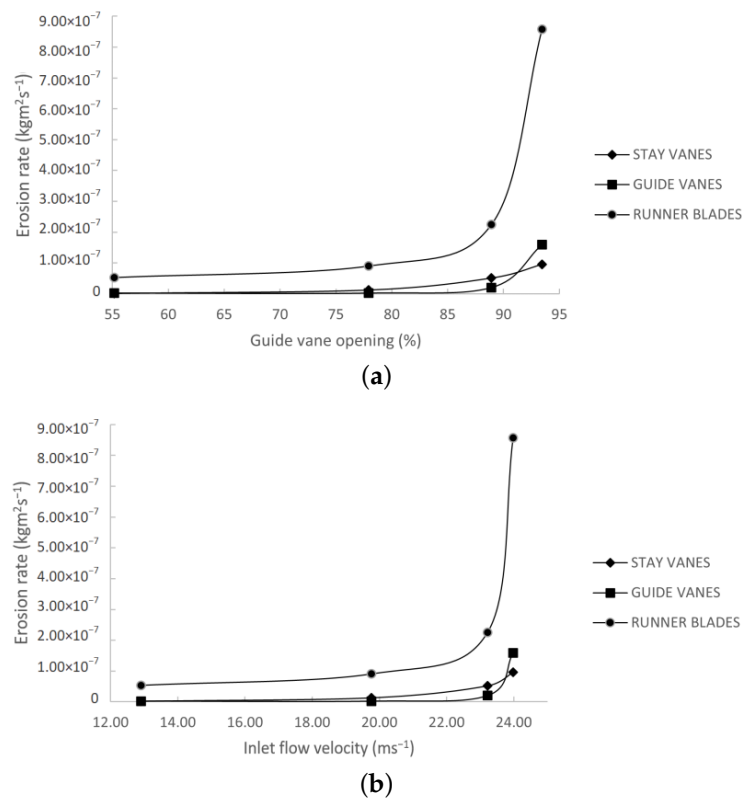 9.00×10⁻⁷
8.00×10⁻⁷
7.00×10⁻⁷
6.00×10⁻⁷
5.00×10⁻⁷
4.00×10⁻⁷
3.00×10⁻⁷
2.00×10⁻⁷
1.00×10⁻⁷
0
Erosion rate (kgm²s⁻¹)
55 60 65 70 75 80 85 90 95
Guide vane opening (%)
STAY VANES
GUIDE VANES
RUNNER BLADES
(a)
9.00×10⁻⁷
8.00×10⁻⁷
7.00×10⁻⁷
6.00×10⁻⁷
5.00×10⁻⁷
4.00×10⁻⁷
3.00×10⁻⁷
2.00×10⁻⁷
1.00×10⁻⁷
0
Erosion rate (kgm²s⁻¹)
12.00 14.00 16.00 18.00 20.00 22.00 24.00
Inlet flow velocity (ms⁻¹)
STAY VANES
GUIDE VANES
RUNNER BLADES
(b)